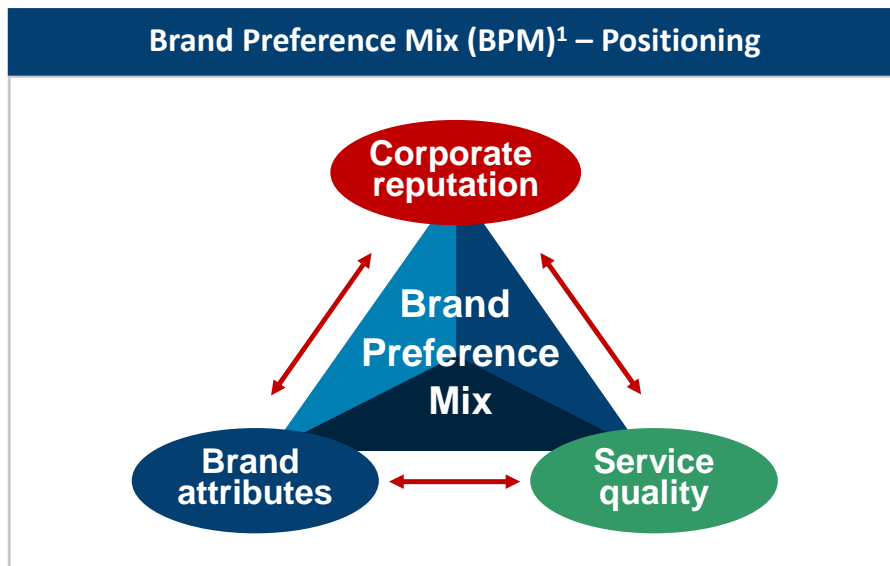 Brand Preference Mix (BPM)¹ – Positioning
Corporate
reputation
Brand
Preference
Mix
Brand
attributes
Service
quality